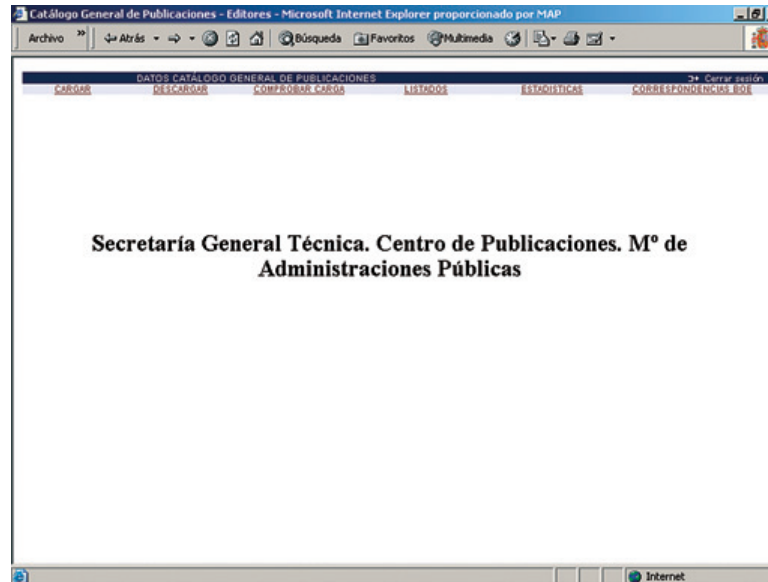 Catálogo General de Publicaciones - Editores - Microsoft Internet Explorer proporcionado por MAP
Archivo » Atrás Búsqueda Favoritos Multimedia
DATOS CATÁLOGO GENERAL DE PUBLICACIONES Cerrar sesión
CARGAR DESCARGAR COMPROBAR CARGA LISTADOS ESTADISTICAS CORRESPONDENCIAS BOE
Secretaría General Técnica. Centro de Publicaciones. Mº de
Administraciones Públicas
Internet